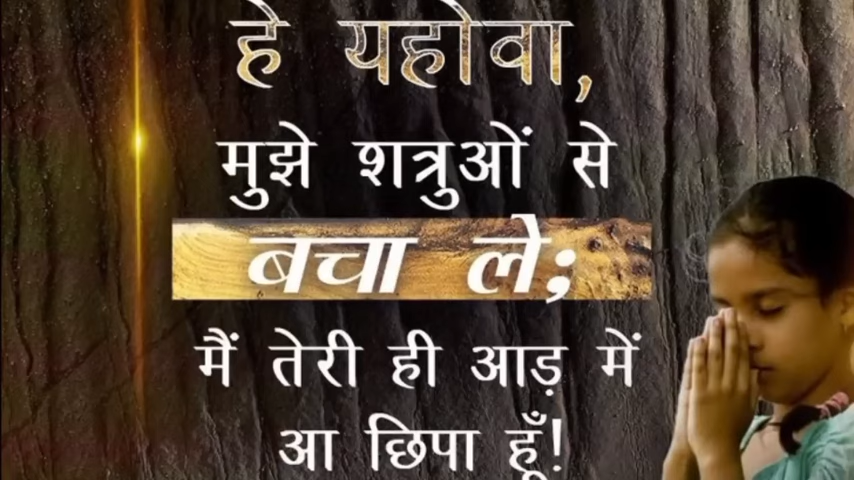 हे यहोवा,
मुझे शत्रुओं से
बचा ले;
मैं तेरी ही आड़ में
आ छिपा हूँ!